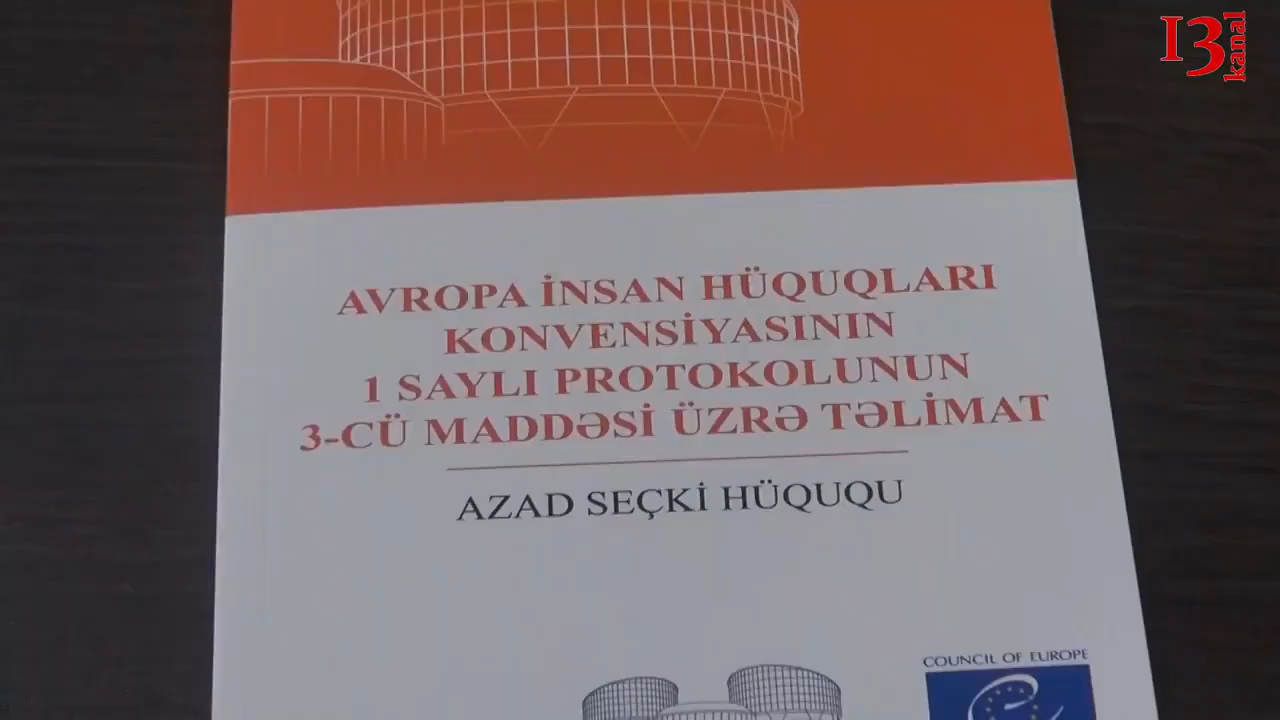 13 kanal
AVROPA İNSAN HÜQUQLARI
KONVENSİYASININ
1 SAYLI PROTOKOLUNUN
3-CÜ MADDƏSİ ÜZRƏ TƏLİMAT
AZAD SEÇKİ HÜQUQU
COUNCIL OF EUROPE